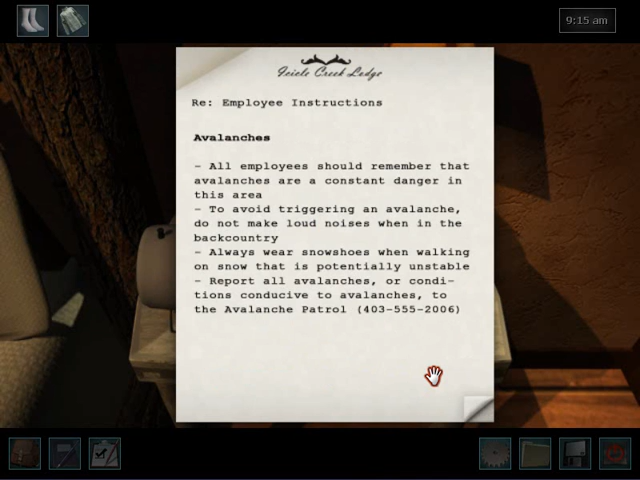 9:15 am
Icicle Creek Lodge
Re: Employee Instructions
Avalanches
- All employees should remember that
avalanches are a constant danger in
this area
- To avoid triggering an avalanche,
do not make loud noises when in the
backcountry
- Always wear snowshoes when walking
on snow that is potentially unstable
- Report all avalanches, or condi-
tions conducive to avalanches, to
the Avalanche Patrol (403-555-2006)